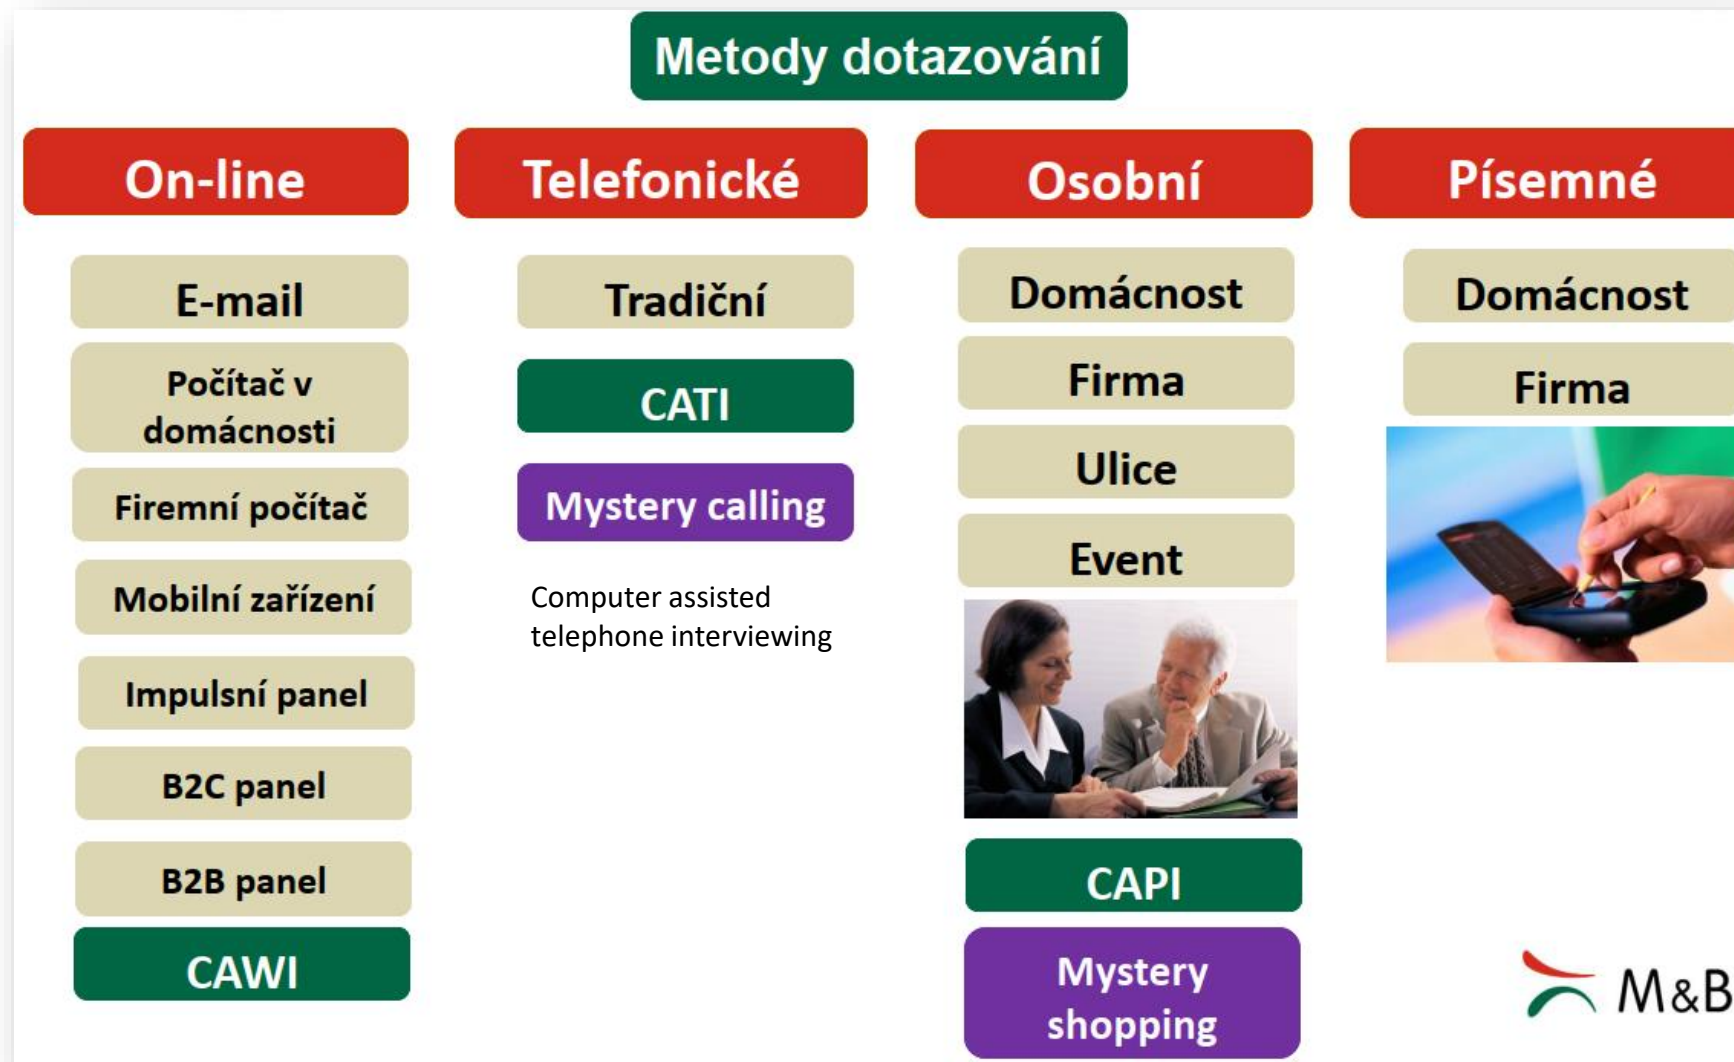 Metody dotazování
On-line
E-mail
Počítač v
domácnosti
Firemní počítač
Mobilní zařízení
Impulsní panel
B2C panel
B2B panel
CAWI
Telefonické
Tradiční
CATI
Mystery calling
Computer assisted
telephone interviewing
Osobní
Domácnost
Firma
Ulice
Event
CAPI
Mystery
shopping
Písemné
Domácnost
Firma
M&B